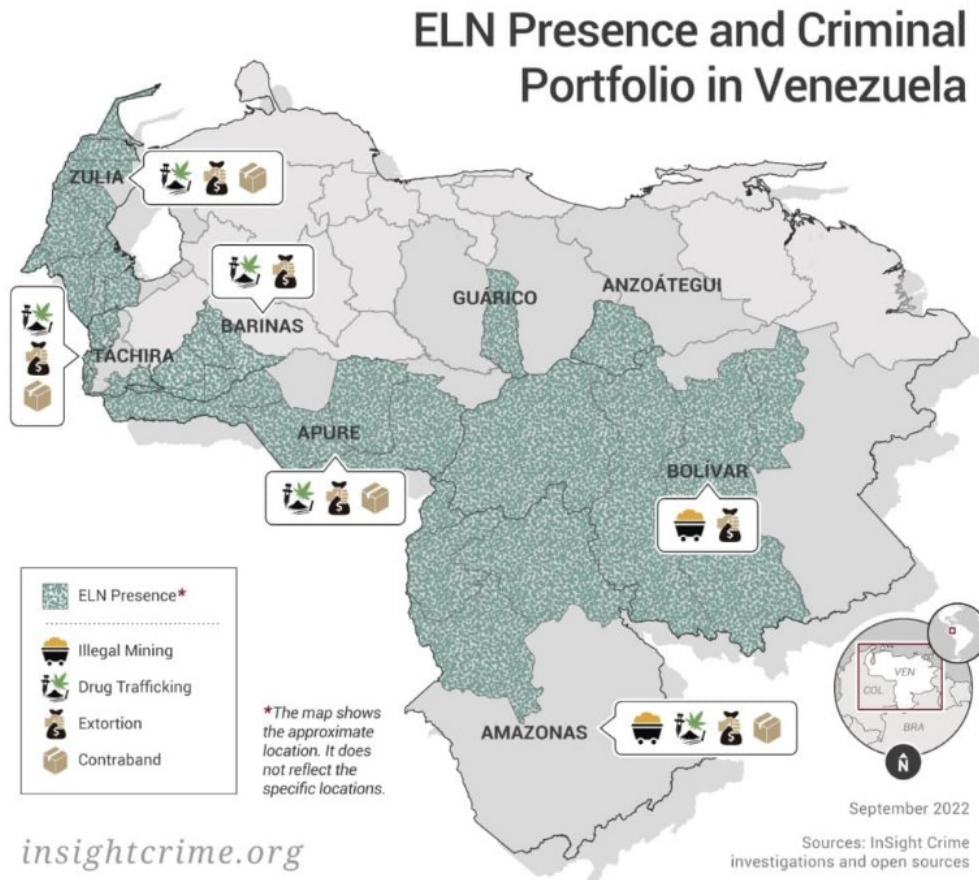 ELN Presence and Criminal
Portfolio in Venezuela
ZULIA
BARINAS
GUÁRICO
ANZOÁTEGUI
TÁCHIRA
APURE
BOLÍVAR
AMAZONAS
ELN Presence*
Illegal Mining
Drug Trafficking
Extortion
Contraband
*The map shows
the approximate
location. It does
not reflect the
specific locations.
VEN
COL
BRA
N
September 2022
Sources: InSight Crime
investigations and open sources
insightcrime.org